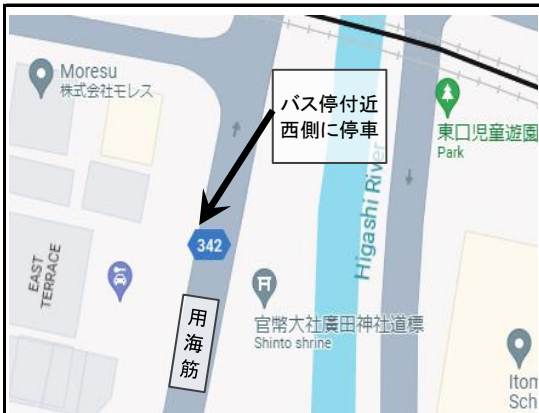 Moresu
株式会社モレス
バス停付近
西側に停車
東口児童遊園
Park
Higashi River
342
EAST
TERRACE
用海筋
官幣大社廣田神社道標
Shinto shrine
Itom
Sch